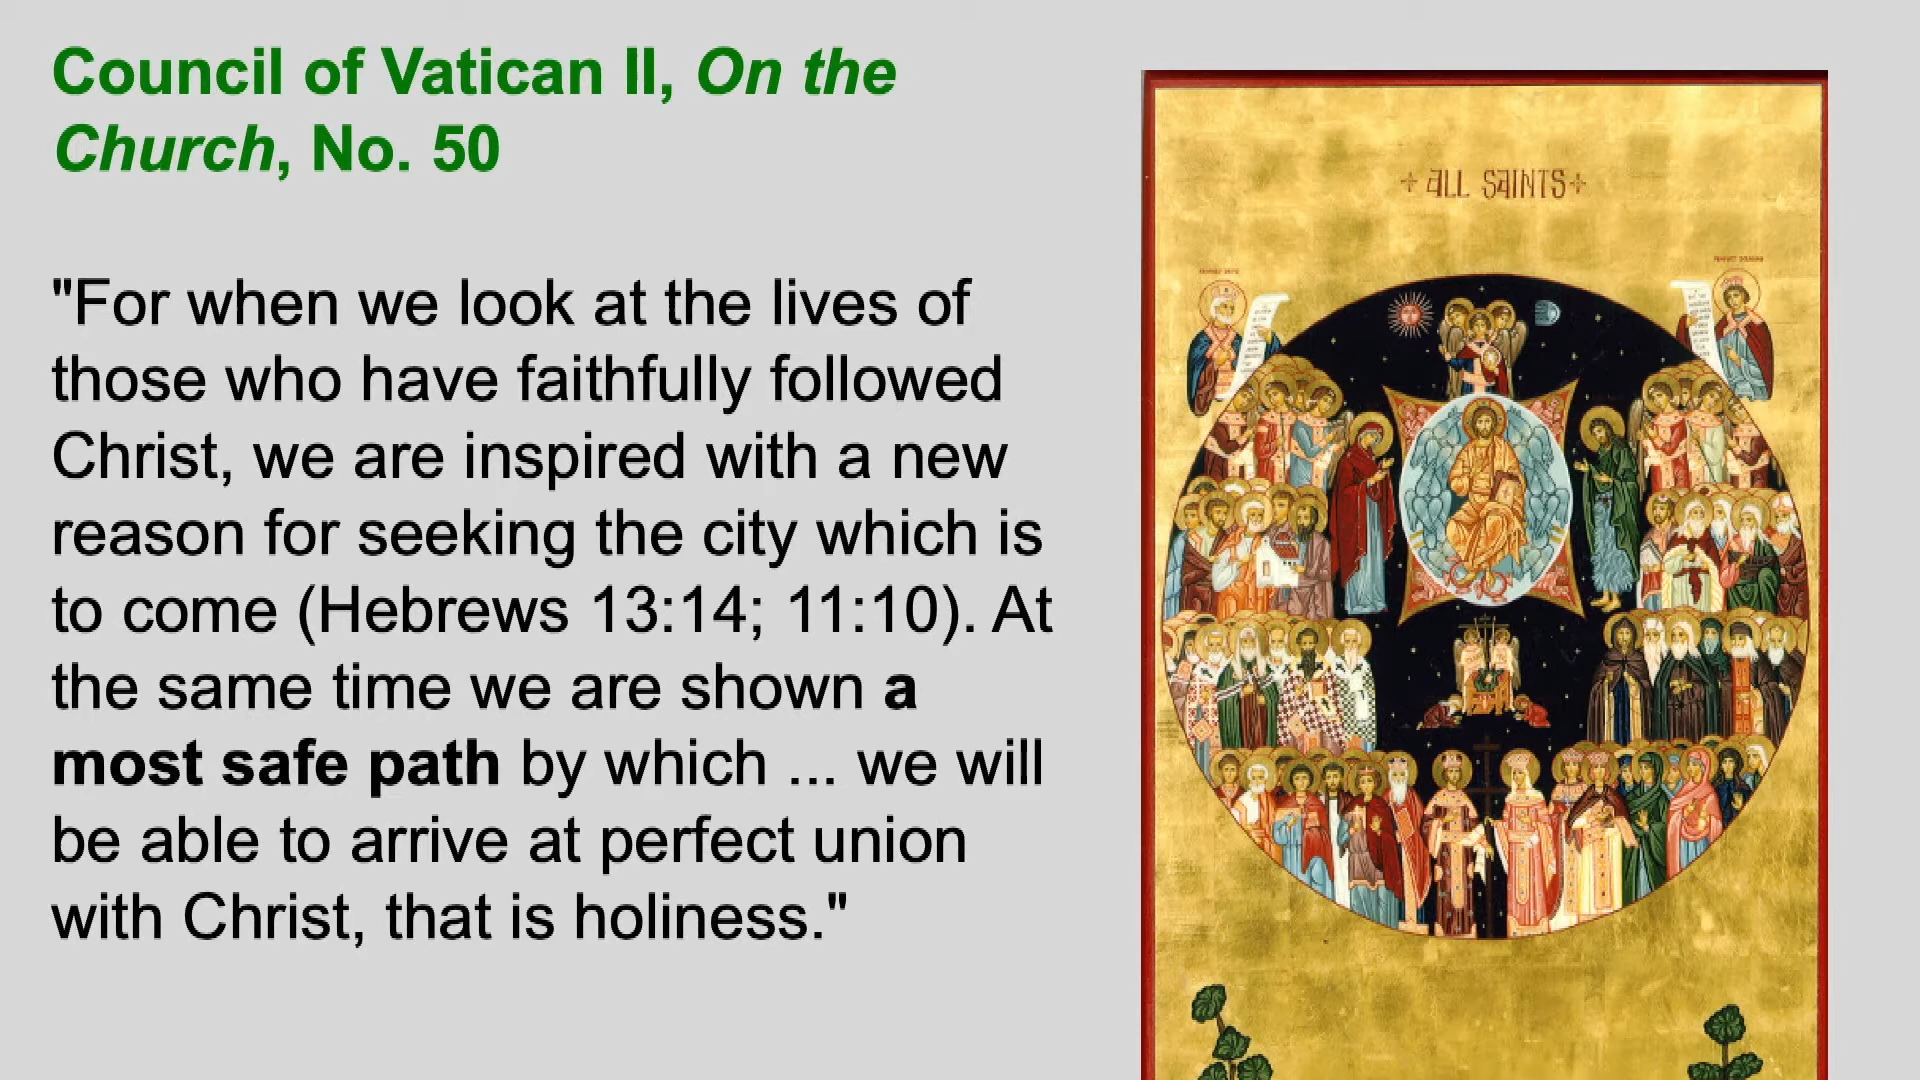 Council of Vatican II, On the
Church, No. 50
"For when we look at the lives of
those who have faithfully followed
Christ, we are inspired with a new
reason for seeking the city which is
to come (Hebrews 13:14; 11:10). At
the same time we are shown a
most safe path by which ... we will
be able to arrive at perfect union
with Christ, that is holiness."
+ ALL SAINTS +